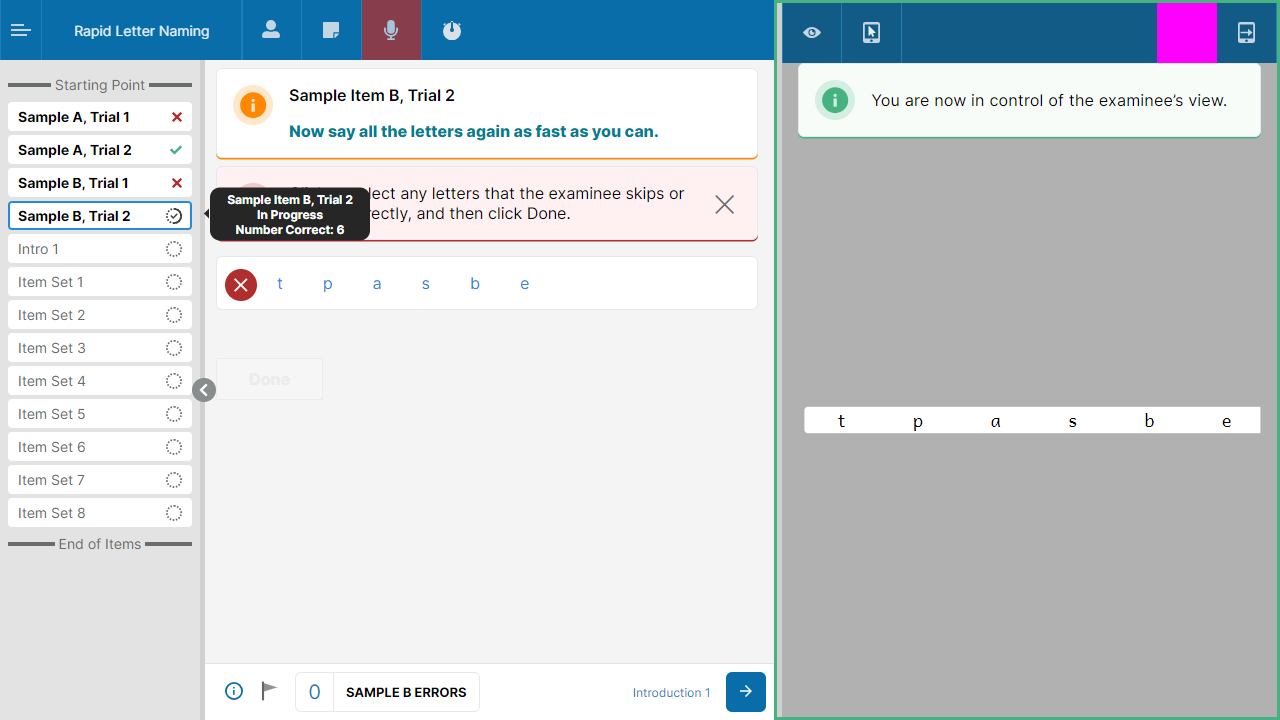 Rapid Letter Naming
Starting Point
Sample A, Trial 1
Sample A, Trial 2
Sample B, Trial 1
Sample B, Trial 2
Intro 1
Item Set 1
Item Set 2
Item Set 3
Item Set 4
Item Set 5
Item Set 6
Item Set 7
Item Set 8
End of Items
Sample Item B, Trial 2
Now say all the letters again as fast as you can.
Sample Item B, Trial 2
In Progress
Number Correct: 6
any letters that the examinee skips or
and then click Done.
t p a s b e
Done
0 SAMPLE B ERRORS
Introduction 1
You are now in control of the examinee’s view.
t p a s b e